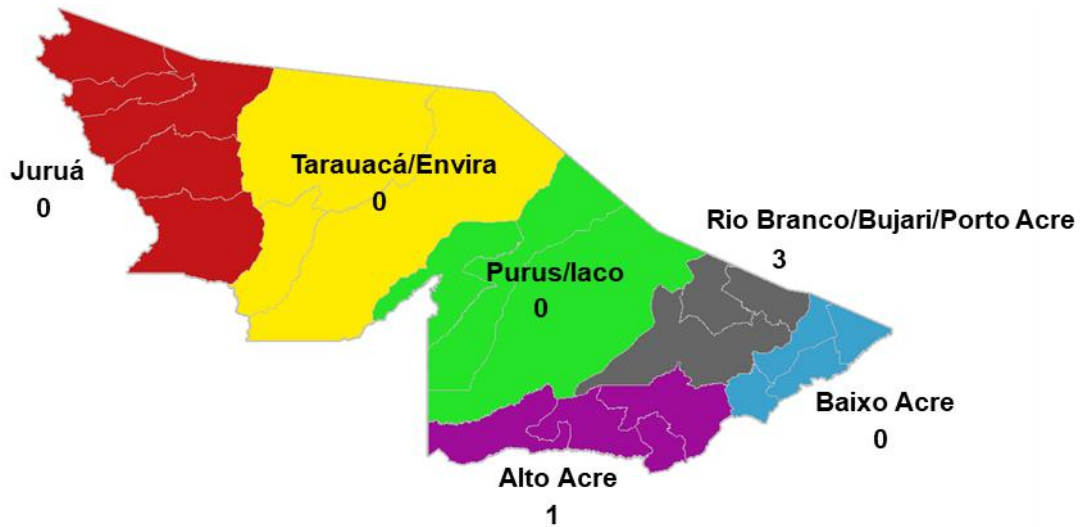 Juruá
0
Tarauacá/Envira
0
Purus/Iaco
0
Rio Branco/Bujari/Porto Acre
3
Baixo Acre
0
Alto Acre
1